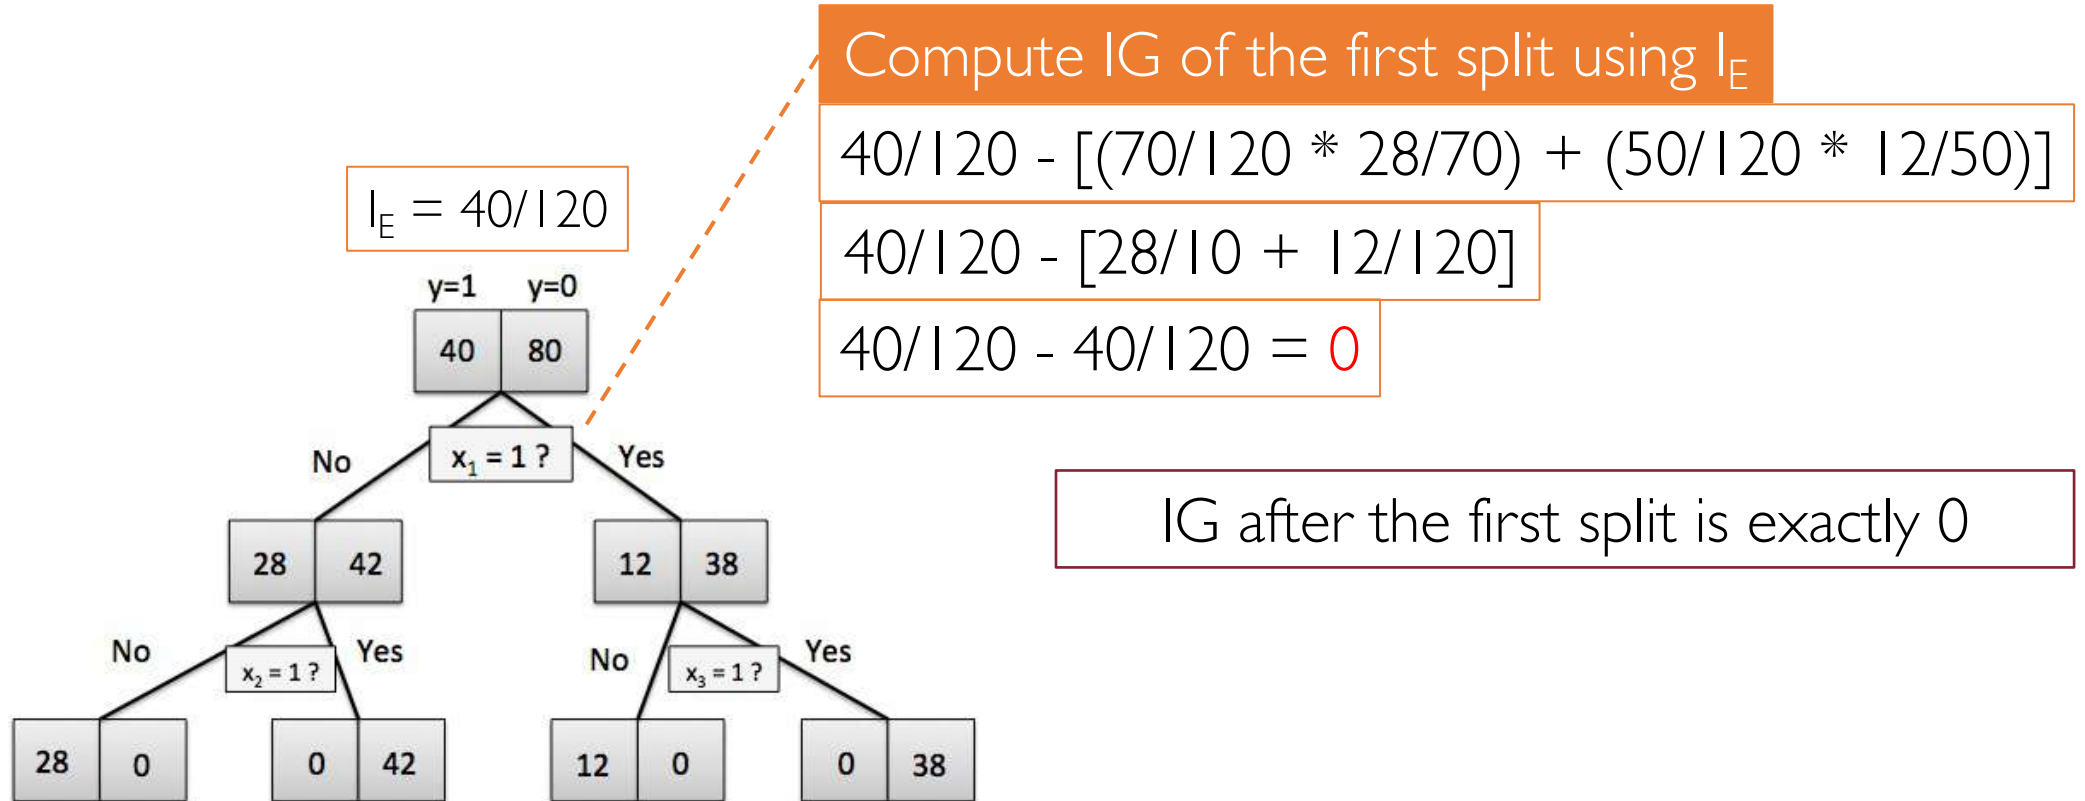 Compute IG of the first split using I_E
40/120 - [(70/120 * 28/70) + (50/120 * 12/50)]
I_E = 40/120
40/120 - [28/10 + 12/120]
y=1 y=0
40 80
40/120 - 40/120 = 0
No x₁ = 1 ? Yes
IG after the first split is exactly 0
28 42 12 38
No x₂ = 1 ? Yes No x₃ = 1 ? Yes
28 0 0 42 12 0 0 38